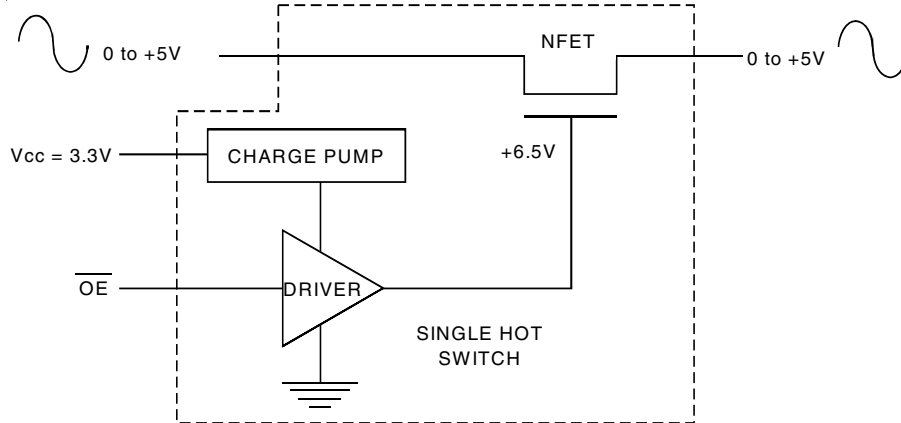 NFET
0 to +5V
0 to +5V
Vcc = 3.3V
CHARGE PUMP
+6.5V
OE
DRIVER
SINGLE HOT
SWITCH